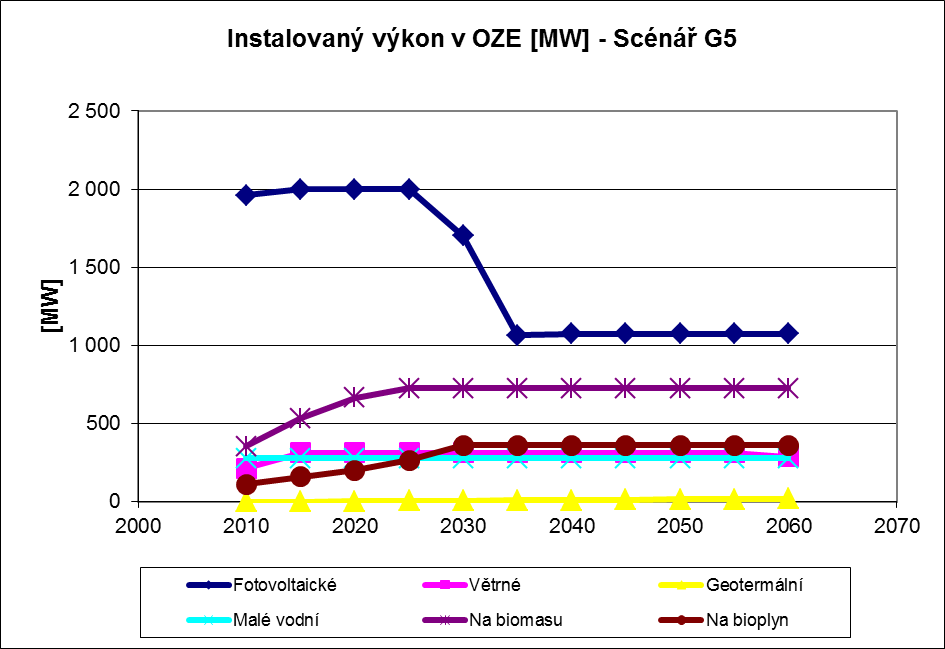 Instalovaný výkon v OZE [MW] - Scénář G5
2 500
2 000
1 500
1 000
500
0
[MW]
2000 2010 2020 2030 2040 2050 2060 2070
Fotovoltaické Větrné Geotermální
Malé vodní Na biomasu Na bioplyn